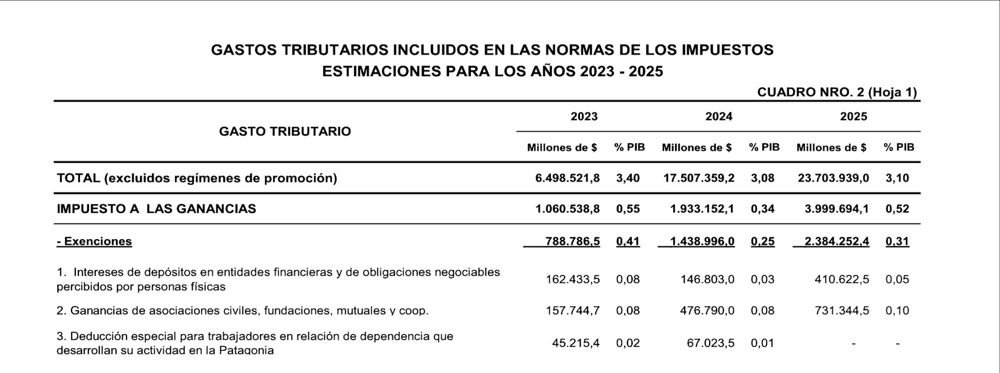 GASTOS TRIBUTARIOS INCLUIDOS EN LAS NORMAS DE LOS IMPUESTOS
ESTIMACIONES PARA LOS AÑOS 2023 - 2025
CUADRO NRO. 2 (Hoja 1)
GASTO TRIBUTARIO
2023 2024 2025
Millones de $ % PIB Millones de $ % PIB Millones de $ % PIB
TOTAL (excluidos regímenes de promoción) 6.498.521,8 3,40 17.507.359,2 3,08 23.703.939,0 3,10
IMPUESTO A LAS GANANCIAS 1.060.538,8 0,55 1.933.152,1 0,34 3.999.694,1 0,52
- Exenciones 788.786,5 0,41 1.438.996,0 0,25 2.384.252,4 0,31
1. Intereses de depósitos en entidades financieras y de obligaciones negociables
percibidos por personas físicas 162.433,5 0,08 146.803,0 0,03 410.622,5 0,05
2. Ganancias de asociaciones civiles, fundaciones, mutuales y coop. 157.744,7 0,08 476.790,0 0,08 731.344,5 0,10
3. Deducción especial para trabajadores en relación de dependencia que
desarrollan su actividad en la Patagonia 45.215,4 0,02 67.023,5 0,01 - -